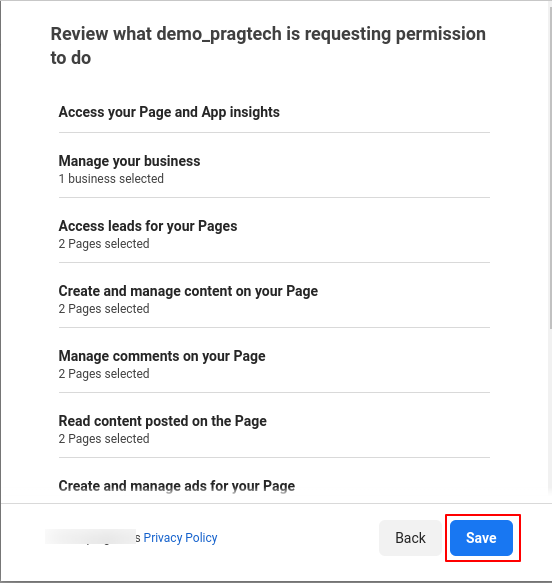 Review what demo_pragtech is requesting permission
to do
Access your Page and App insights
Manage your business
1 business selected
Access leads for your Pages
2 Pages selected
Create and manage content on your Page
2 Pages selected
Manage comments on your Page
2 Pages selected
Read content posted on the Page
2 Pages selected
Create and manage ads for your Page
Privacy Policy
Back
Save